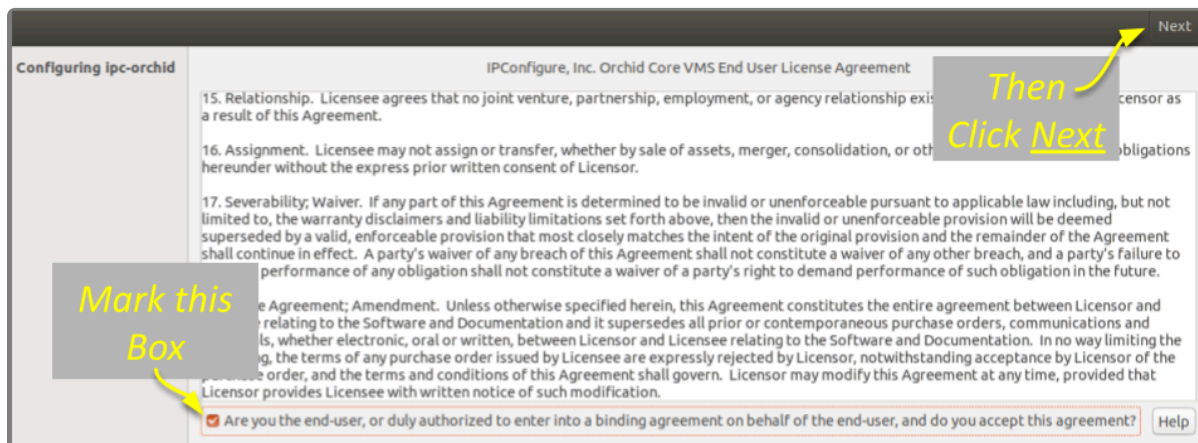 Next
Configuring ipc-orchid
IPConfigure, Inc. Orchid Core VMS End User License Agreement
Then
Click Next
15. Relationship. Licensee agrees that no joint venture, partnership, employment, or agency relationship censor as
a result of this Agreement.
16. Assignment. Licensee may not assign or transfer, whether by sale of assets, merger, consolidation, or obligations
hereunder without the express prior written consent of Licensor.
17. Severability; Waiver. If any part of this Agreement is determined to be invalid or unenforceable pursuant to applicable law including, but not
limited to, the warranty disclaimers and liability limitations set forth above, then the invalid or unenforceable provision will be deemed
superseded by a valid, enforceable provision that most closely matches the intent of the original provision and the remainder of the Agreement
shall continue in effect. A party's waiver of any breach of this Agreement shall not constitute a waiver of any other breach, and a party's failure to
performance of any obligation shall not constitute a waiver of a party's right to demand performance of such obligation in the future.
Mark this
Box
e Agreement; Amendment. Unless otherwise specified herein, this Agreement constitutes the entire agreement between Licensor and
relating to the Software and Documentation and it supersedes all prior or contemporaneous purchase orders, communications and
ls, whether electronic, oral or written, between Licensor and Licensee relating to the Software and Documentation. In no way limiting the
ng, the terms of any purchase order issued by Licensee are expressly rejected by Licensor, notwithstanding acceptance by Licensor of the
purchase order, and the terms and conditions of this Agreement shall govern. Licensor may modify this Agreement at any time, provided that
Licensor provides Licensee with written notice of such modification.
Are you the end-user, or duly authorized to enter into a binding agreement on behalf of the end-user, and do you accept this agreement?
Help